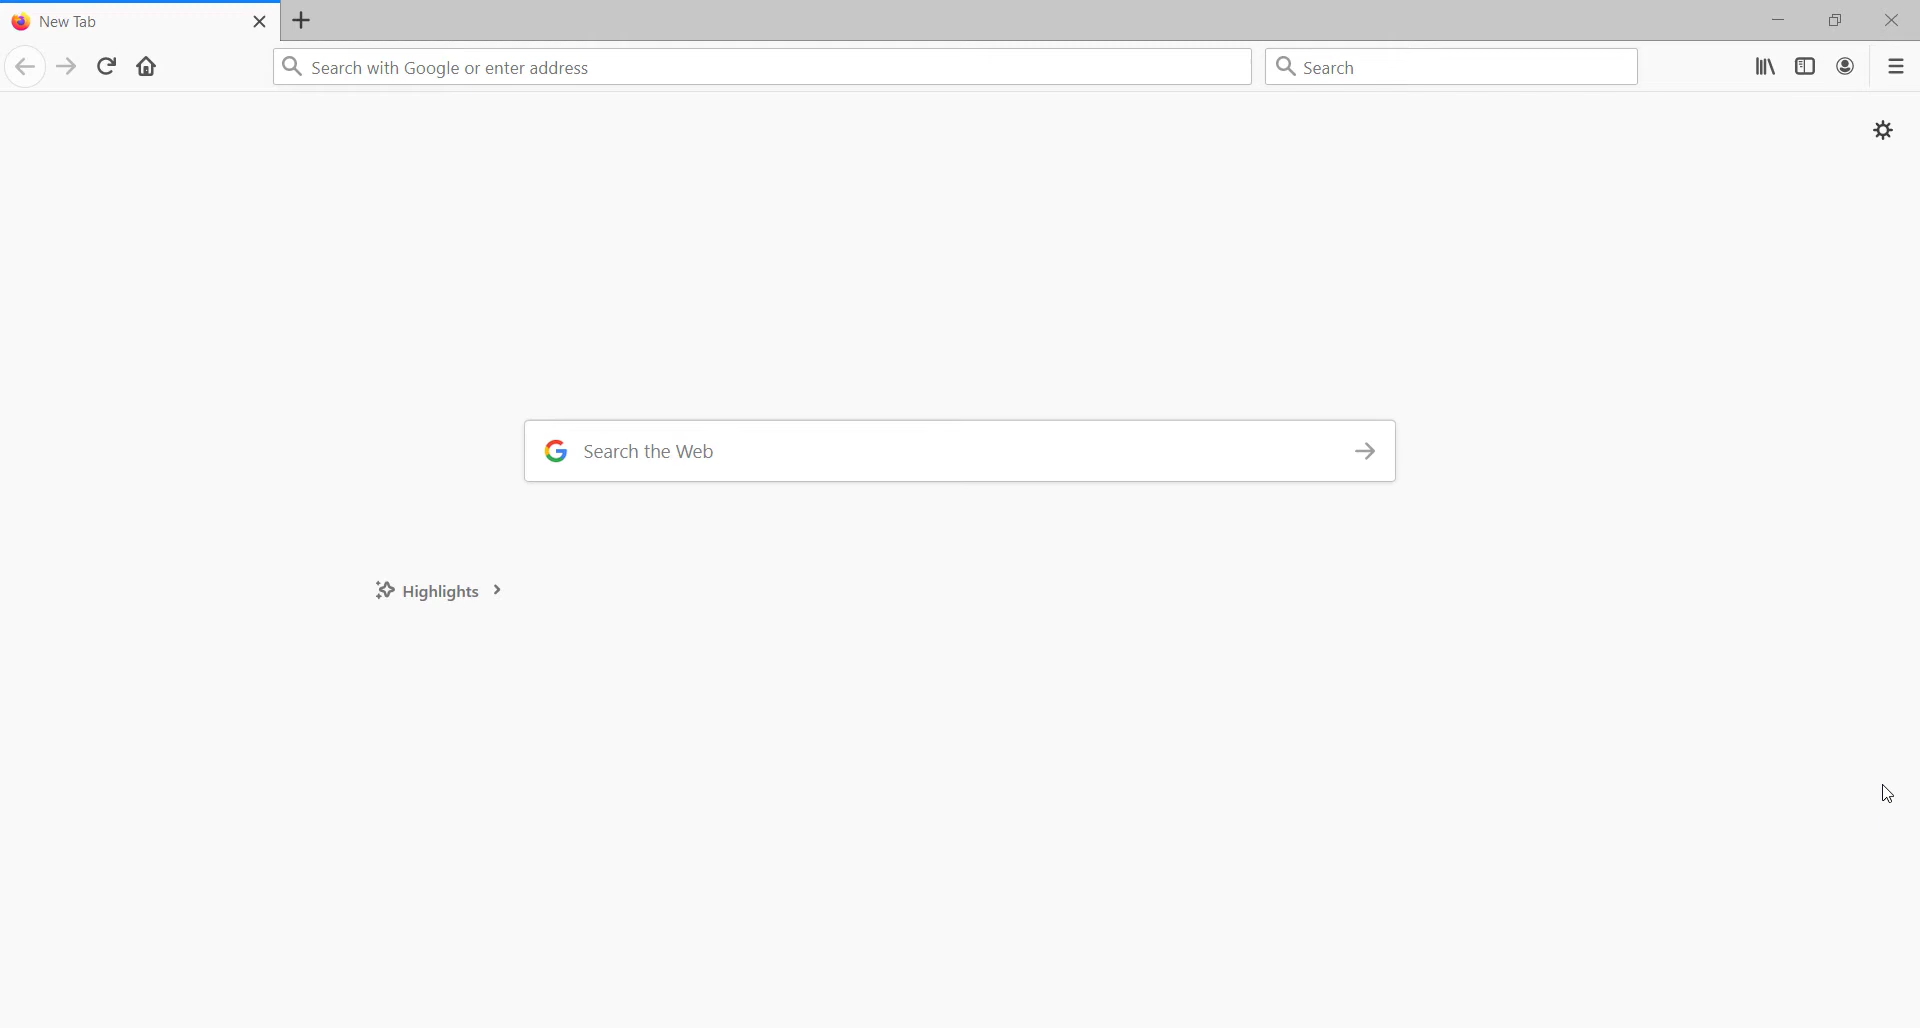 New Tab
Search with Google or enter address
Search
Search the Web
Highlights